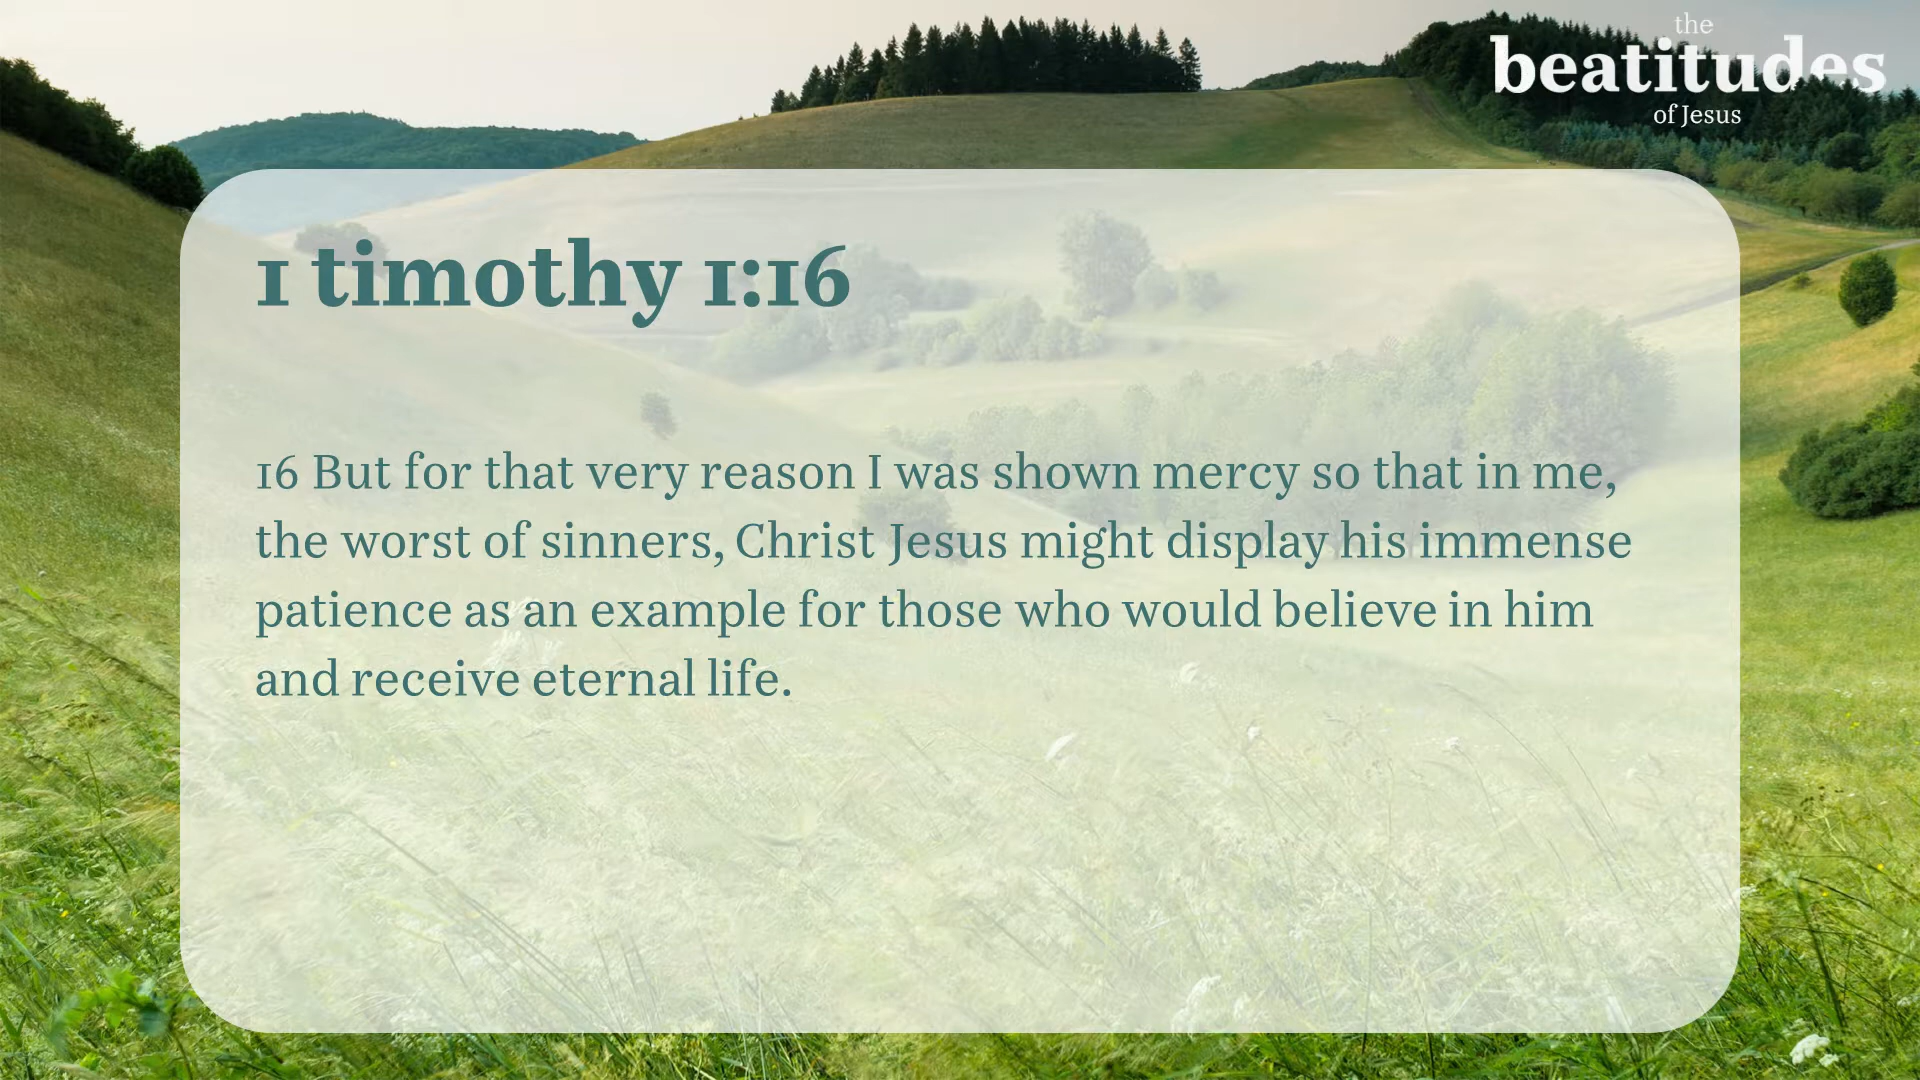 the
beatitudes
of Jesus
1 timothy 1:16
16 But for that very reason I was shown mercy so that in me,
the worst of sinners, Christ Jesus might display his immense
patience as an example for those who would believe in him
and receive eternal life.